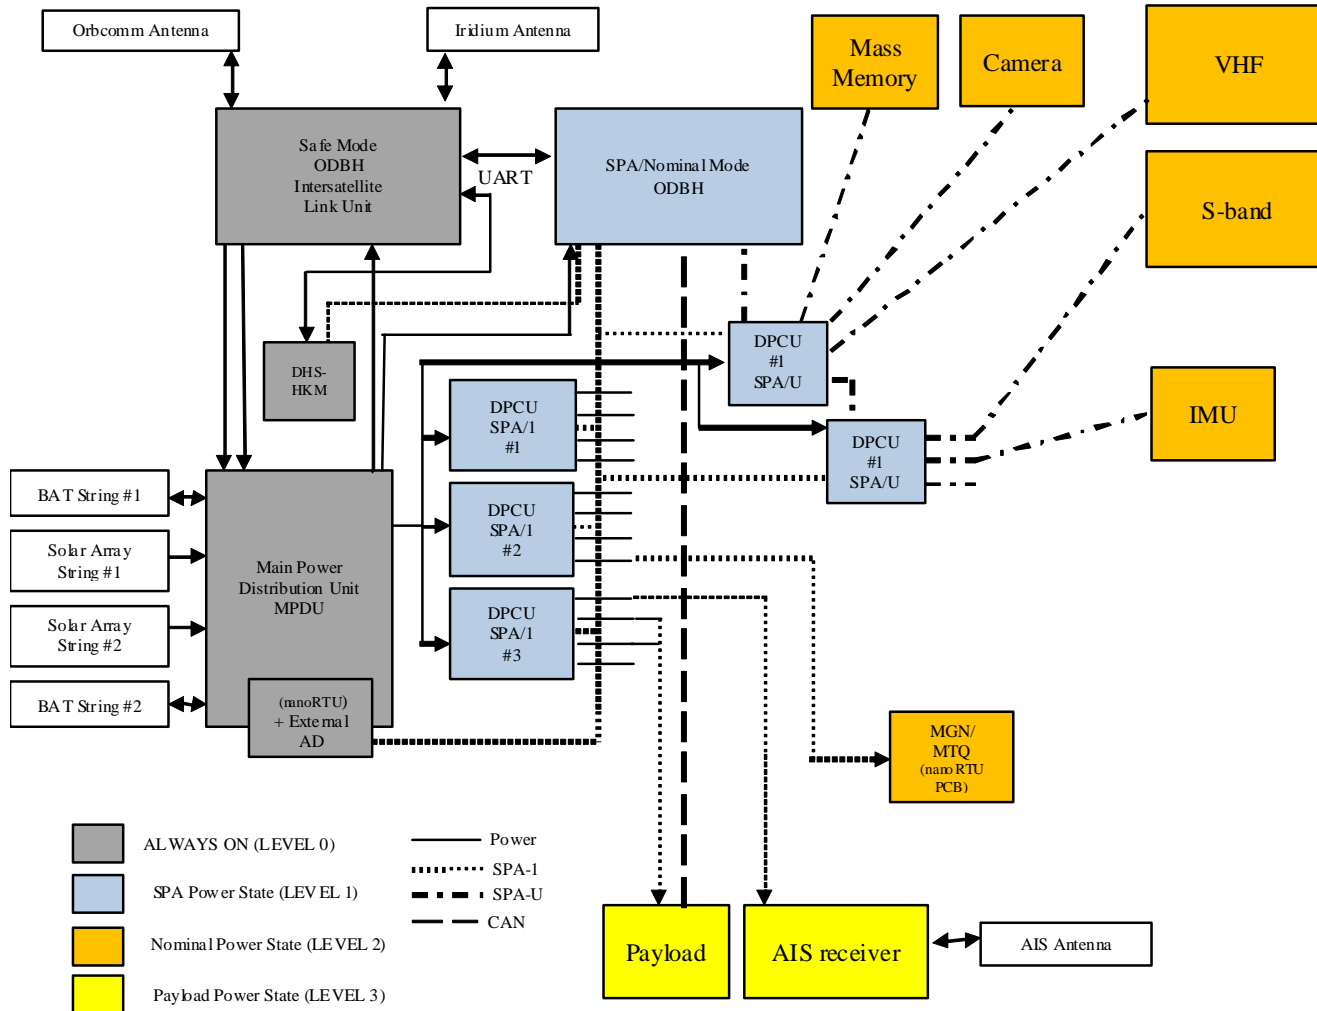 Orbcomm Antenna
Iridium Antenna
Mass
Memory
Camera
VHF
Safe Mode
ODBH
Intersatellite
Link Unit
UART
SPA/Nominal Mode
ODBH
S-band
DHS-
HKM
DPCU
#1
SPA/U
DPCU
SPA/1
#1
DPCU
#1
SPA/U
IMU
BAT String #1
Solar Array
String #1
Solar Array
String #2
BAT String #2
Main Power
Distribution Unit
MPDU
(nanoRTU)
+ External
AD
DPCU
SPA/1
#2
DPCU
SPA/1
#3
MGN/
MTQ
(nanoRTU
PCB)
ALWAYS ON (LEVEL 0)
SPA Power State (LEVEL 1)
Nominal Power State (LEVEL 2)
Payload Power State (LEVEL 3)
Power
SPA-1
SPA-U
CAN
Payload
AIS receiver
AIS Antenna